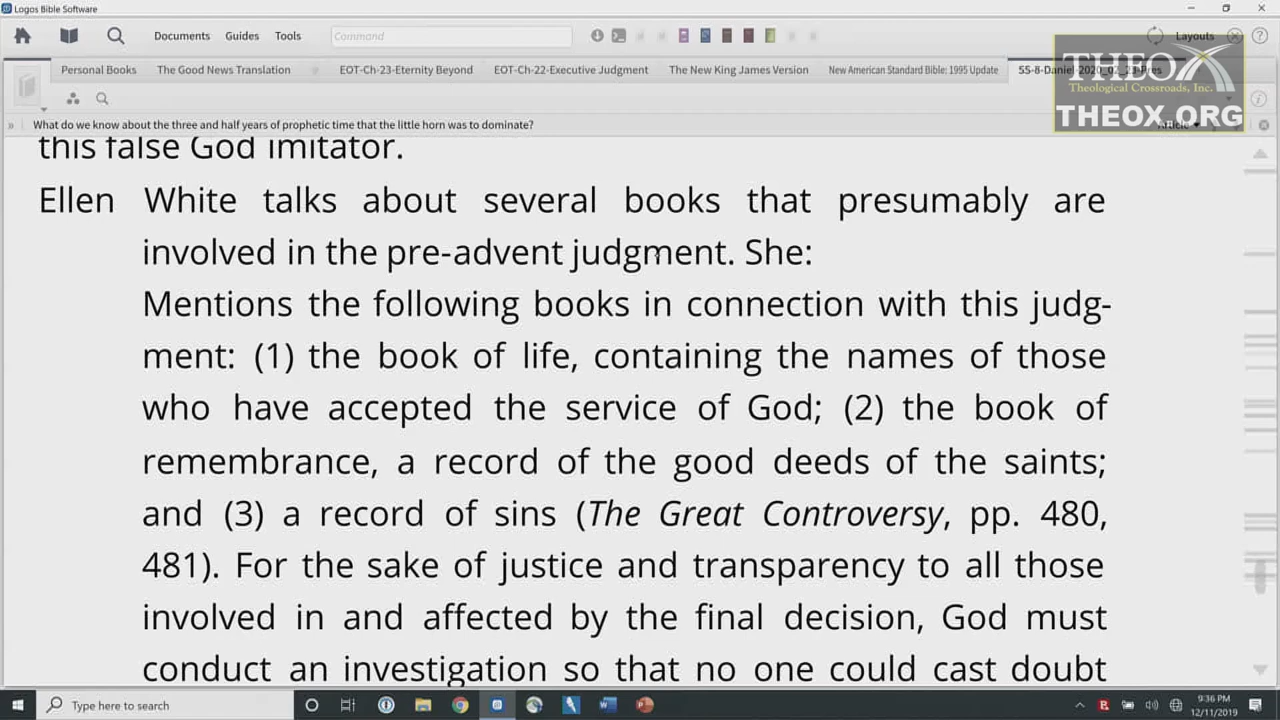 Logos Bible Software
Documents Guides Tools Command Layouts
Personal Books The Good News Translation Beyond EOT-Ch-22-Executive Judgment The New King James Version New American Standard Bible: 1995 Update
THEOX
Theological Crossroads, Inc.
THEOX.ORG
What do we know about the three and half years of prophetic time that the little horn was to dominate?
this false God imitator.
Ellen White talks about several books that presumably are
involved in the pre-advent judgment. She:
Mentions the following books in connection with this judg-
ment: (1) the book of life, containing the names of those
who have accepted the service of God; (2) the book of
remembrance, a record of the good deeds of the saints;
and (3) a record of sins (The Great Controversy, pp. 480,
481). For the sake of justice and transparency to all those
involved in and affected by the final decision, God must
conduct an investigation so that no one could cast doubt
Type here to search
9:36 PM
12/11/2019